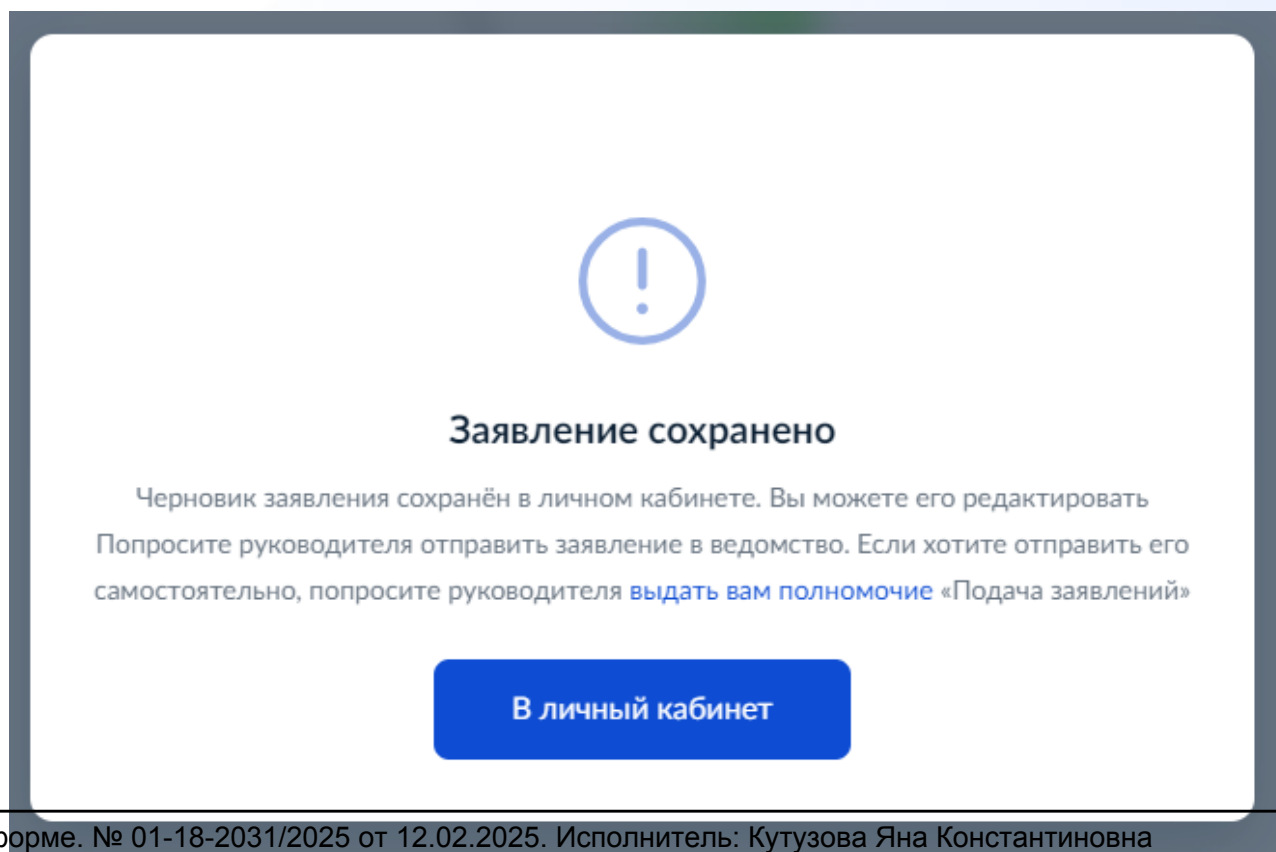 Заявление сохранено
Черновик заявления сохранён в личном кабинете. Вы можете его редактировать
Попросите руководителя отправить заявление в ведомство. Если хотите отправить его
самостоятельно, попросите руководителя выдать вам полномочие «Подача заявлений»
В личный кабинет
орме. № 01-18-2031/2025 от 12.02.2025. Исполнитель: Кутузова Яна Константиновна